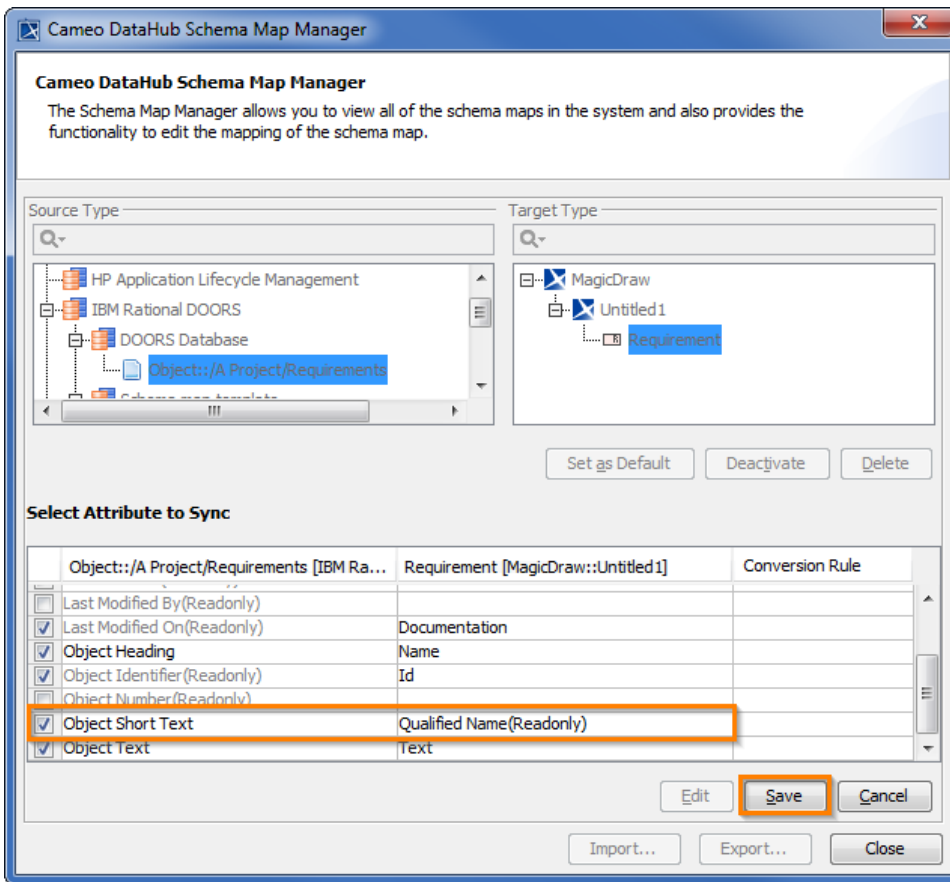 Cameo DataHub Schema Map Manager
Cameo DataHub Schema Map Manager
The Schema Map Manager allows you to view all of the schema maps in the system and also provides the
functionality to edit the mapping of the schema map.
Source Type
Target Type
HP Application Lifecycle Management
IBM Rational DOORS
DOORS Database
Object::/A Project/Requirements
Schema map template
MagicDraw
Untitled1
Requirement
Set as Default Deactivate Delete
Select Attribute to Sync
Object::/A Project/Requirements [IBM Ra... Requirement [MagicDraw::Untitled1] Conversion Rule
Last Modified By(Readonly)
Last Modified On(Readonly) Documentation
Object Heading Name
Object Identifier(Readonly) Id
Object Number(Readonly)
Object Short Text Qualified Name(Readonly)
Object Text Text
Edit Save Cancel
Import... Export... Close